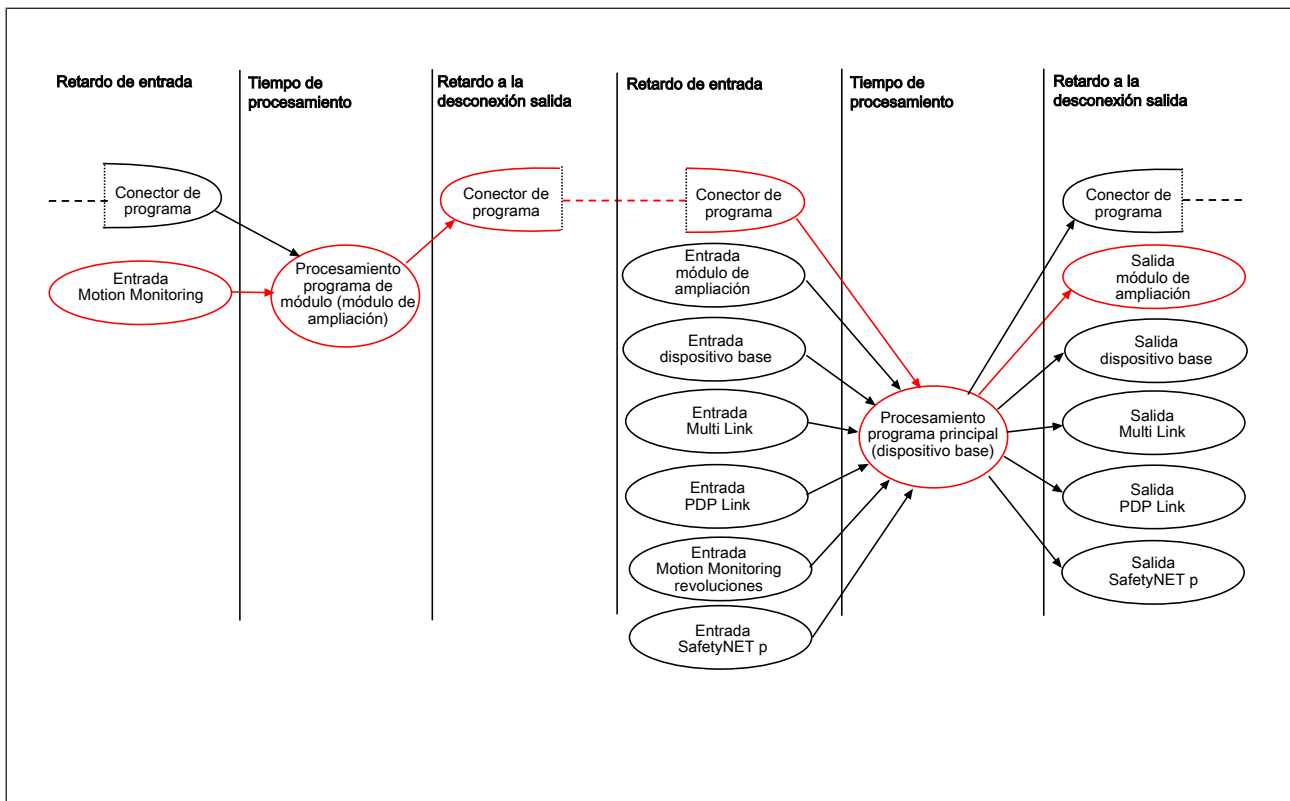 Retardo de entrada
Tiempo de
procesamiento
Retardo a la
desconexión salida
Retardo de entrada
Tiempo de
procesamiento
Retardo a la
desconexión salida
Conector de
programa
Entrada
Motion Monitoring
Procesamiento
programa de
módulo (módulo de
ampliación)
Conector de
programa
Conector de
programa
Entrada
módulo de
ampliación
Entrada
dispositivo base
Entrada
Multi Link
Entrada
PDP Link
Entrada
Motion Monitoring
revoluciones
Entrada
SafetyNET p
Procesamiento
programa principal
(dispositivo base)
Conector de
programa
Salida
módulo de
ampliación
Salida
dispositivo base
Salida
Multi Link
Salida
PDP Link
Salida
SafetyNET p